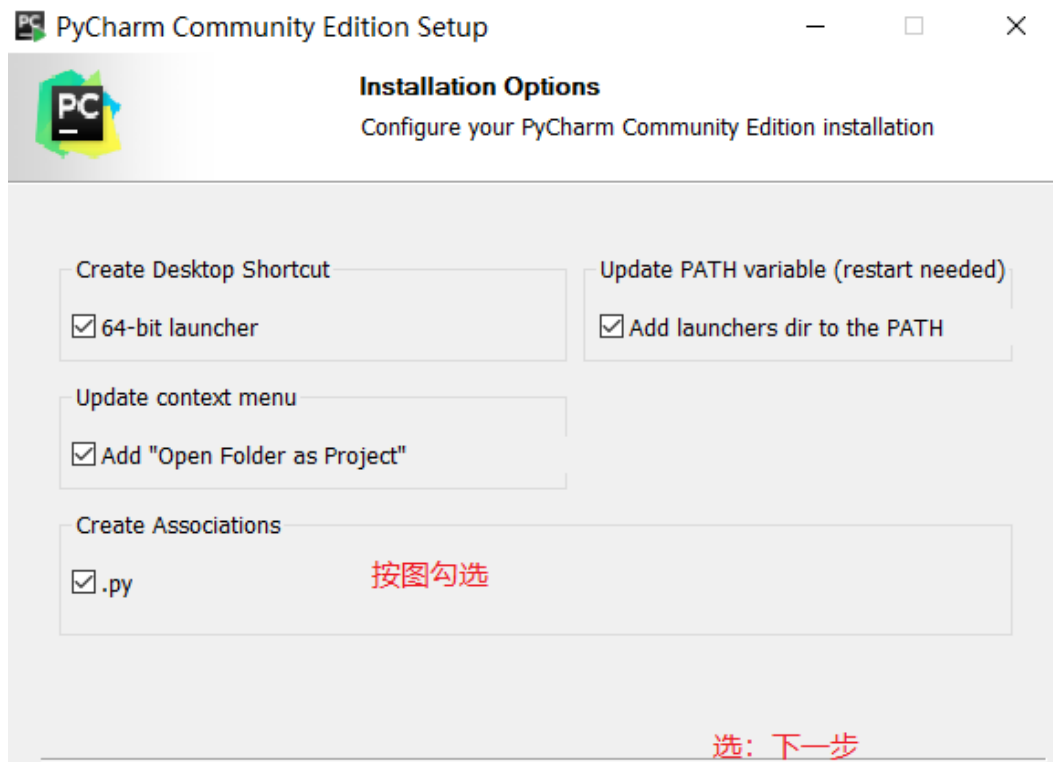 PyCharm Community Edition Setup
PC
Installation Options
Configure your PyCharm Community Edition installation
Create Desktop Shortcut
64-bit launcher
Update PATH variable (restart needed)
Add launchers dir to the PATH
Update context menu
Add "Open Folder as Project"
Create Associations
.py
按图勾选
选：下一步